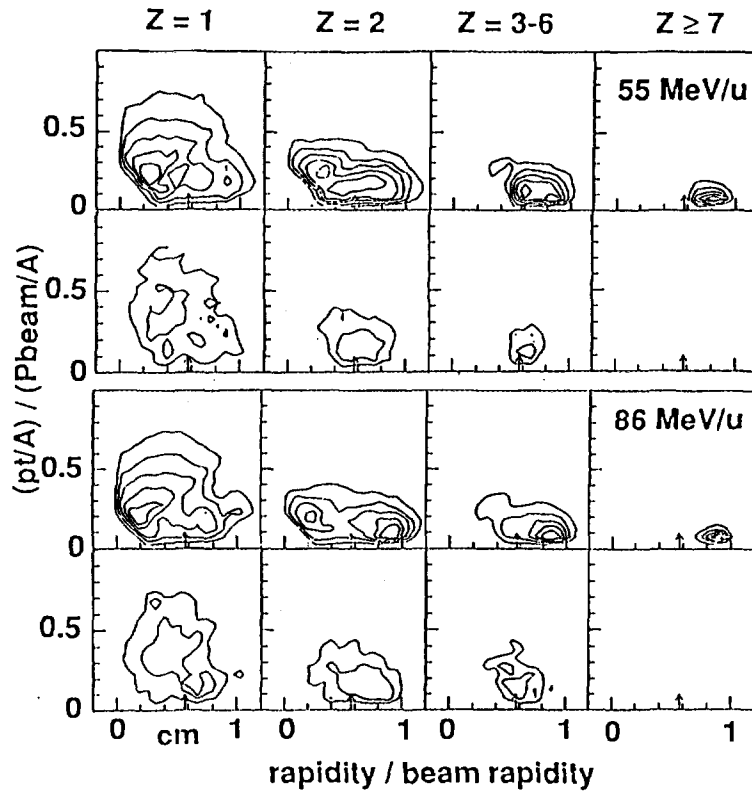 Z = 1 Z = 2 Z = 3-6 Z ≥ 7
55 MeV/u
0.5
0
0.5
0
86 MeV/u
0.5
0
0.5
0
(pt/A) / (Pbeam/A)
0 1 0 1 0 1 0 1
cm
rapidity / beam rapidity